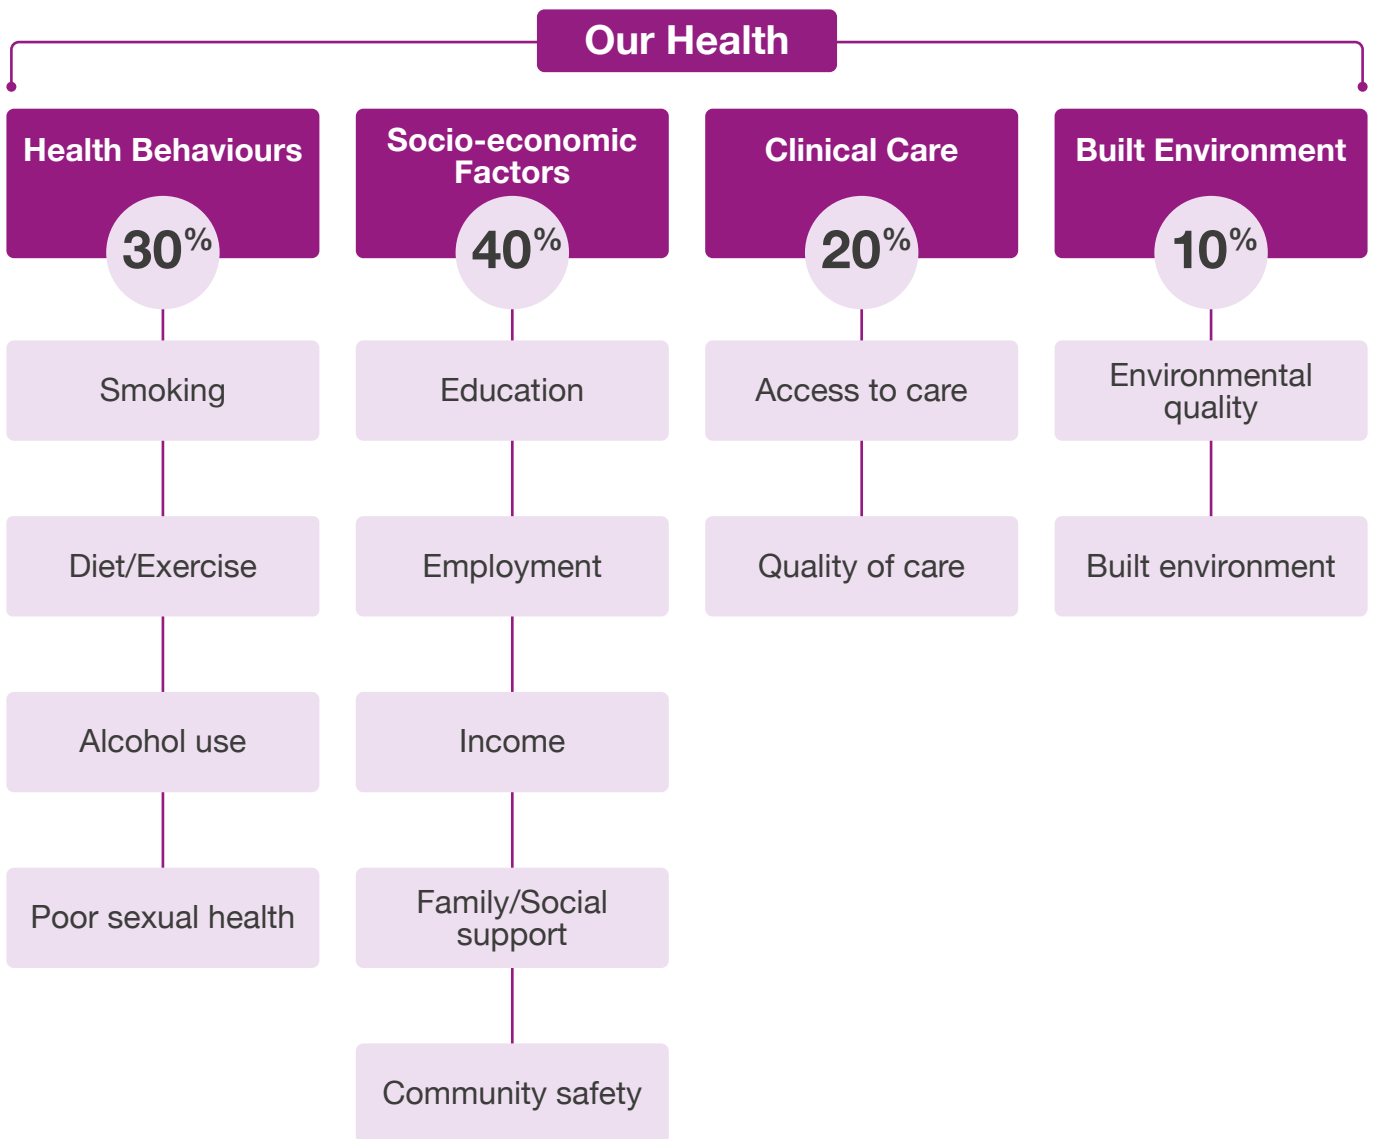 Our Health
Health Behaviours
30%
Smoking
Diet/Exercise
Alcohol use
Poor sexual health
Socio-economic
Factors
40%
Education
Employment
Income
Family/Social
support
Community safety
Clinical Care
20%
Access to care
Quality of care
Built Environment
10%
Environmental
quality
Built environment